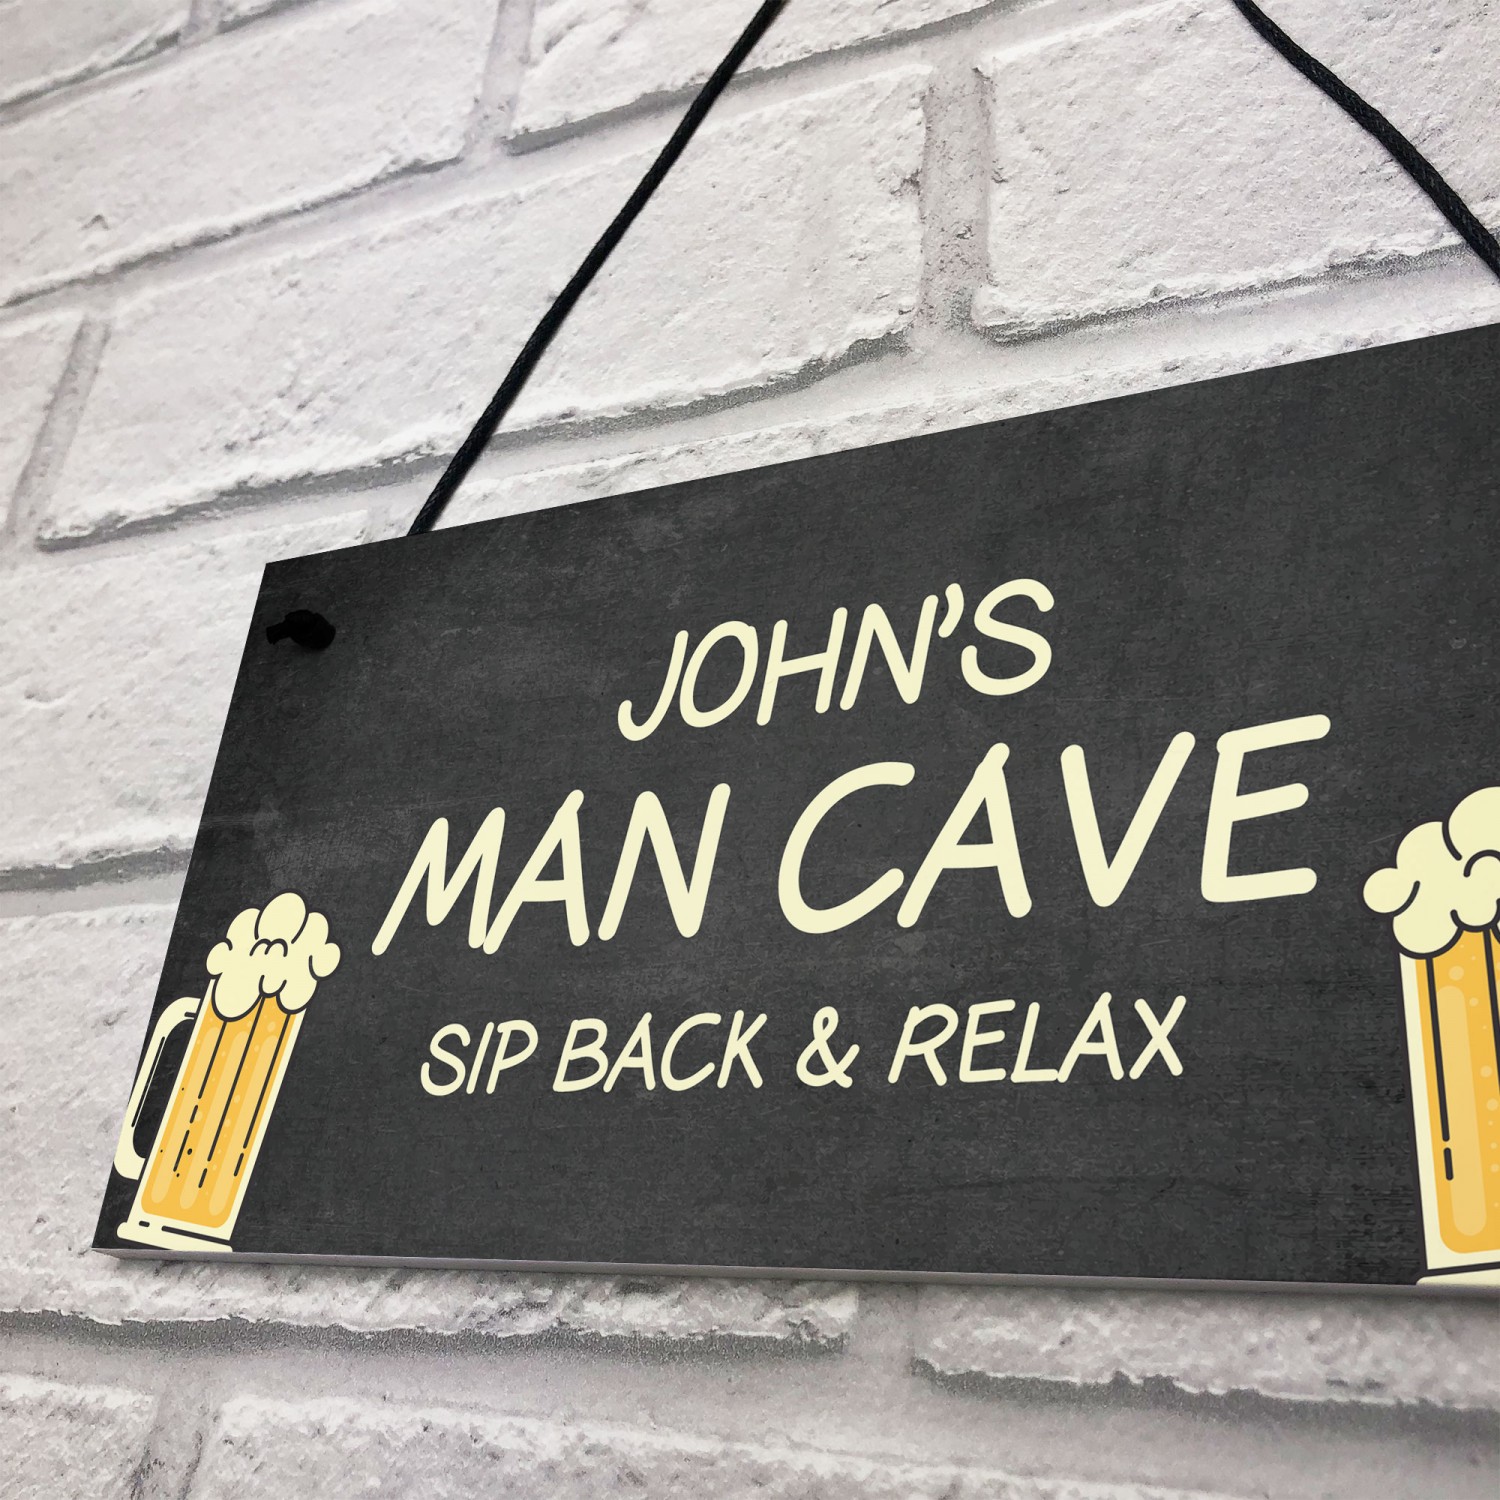 JOHN'S
MAN CAVE
SIP BACK & RELAX